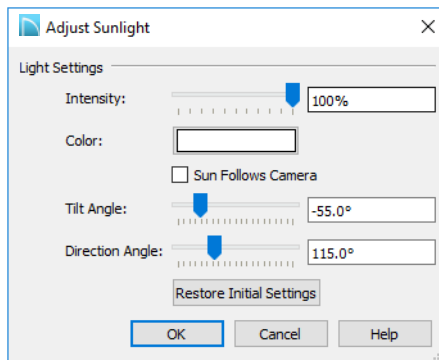 Adjust Sunlight
Light Settings
Intensity: 100%
Color:
Sun Follows Camera
Tilt Angle: -55.0°
Direction Angle: 115.0°
Restore Initial Settings
OK Cancel Help